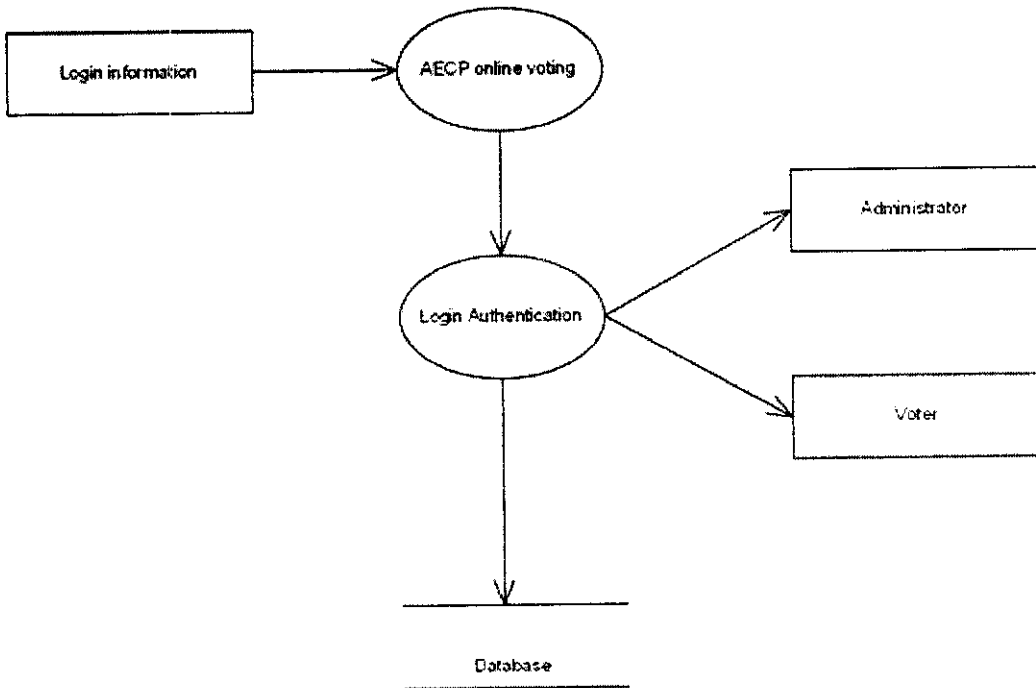 Login information
AECP online voting
Administrator
Login Authentication
Voter
Database